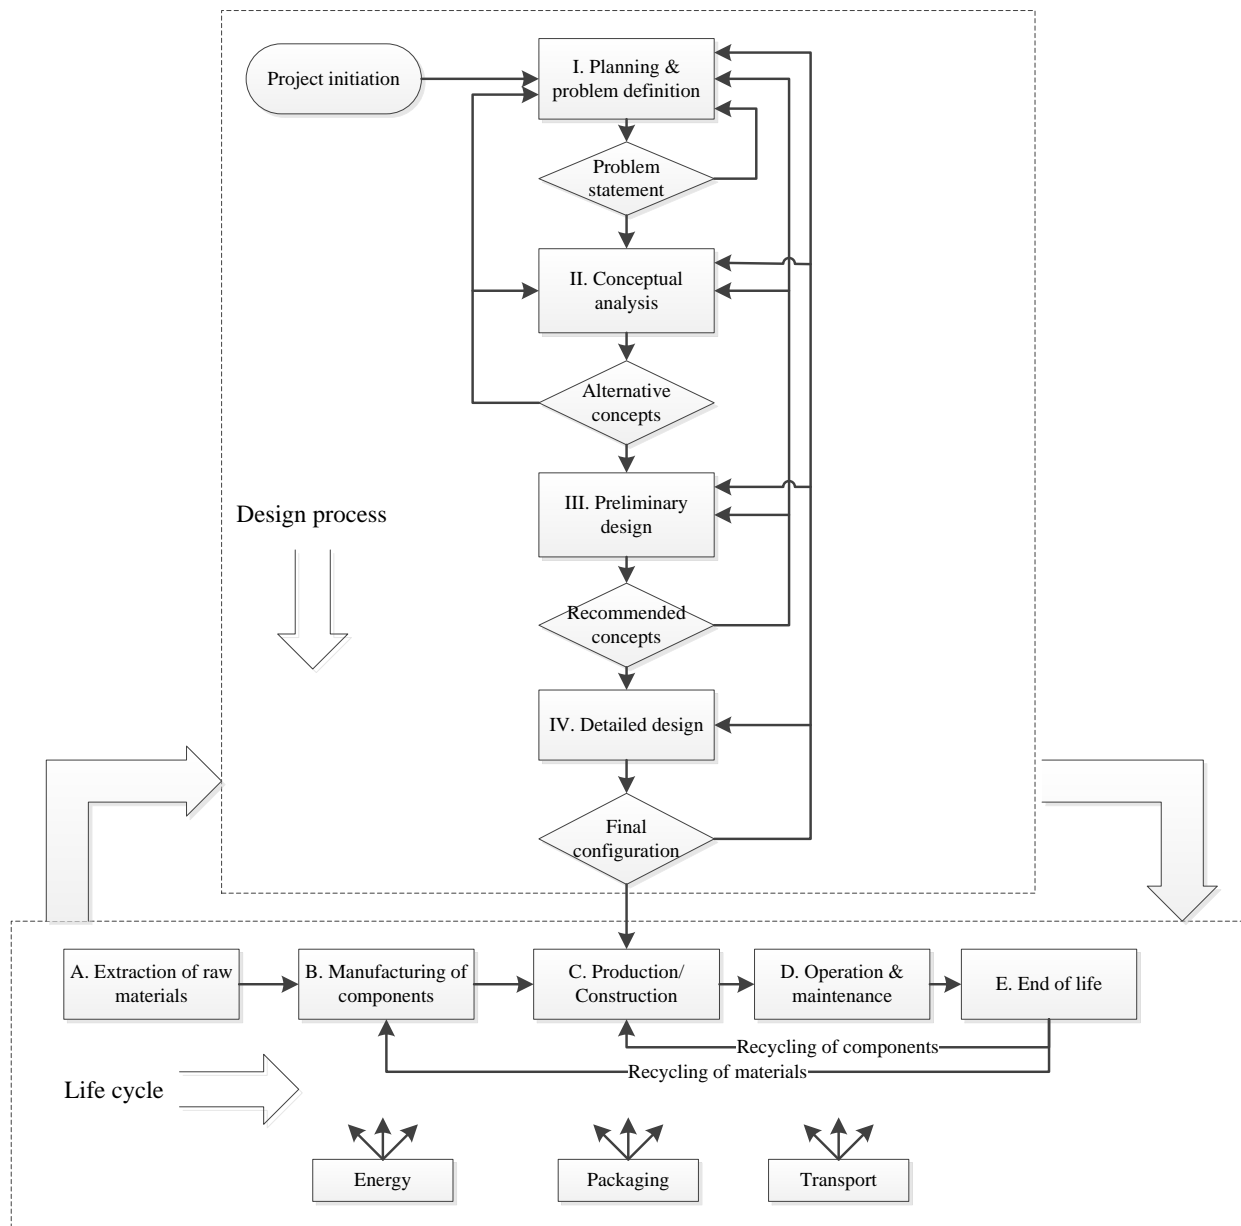 Project initiation
I. Planning &
problem definition
Problem
statement
II. Conceptual
analysis
Alternative
concepts
III. Preliminary
design
Design process
Recommended
concepts
IV. Detailed design
Final
configuration
A. Extraction of raw
materials
B. Manufacturing of
components
C. Production/
Construction
D. Operation &
maintenance
E. End of life
Recycling of components
Recycling of materials
Life cycle
Energy
Packaging
Transport